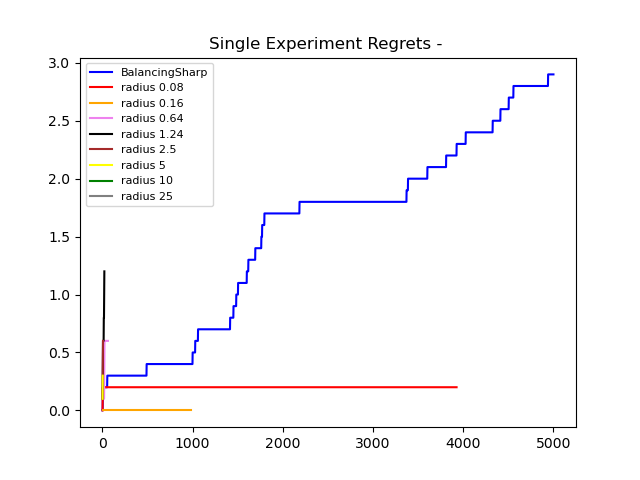 Single Experiment Regrets -
BalancingSharp
radius 0.08
radius 0.16
radius 0.64
radius 1.24
radius 2.5
radius 5
radius 10
radius 25
3.0
2.5
2.0
1.5
1.0
0.5
0.0
0 1000 2000 3000 4000 5000